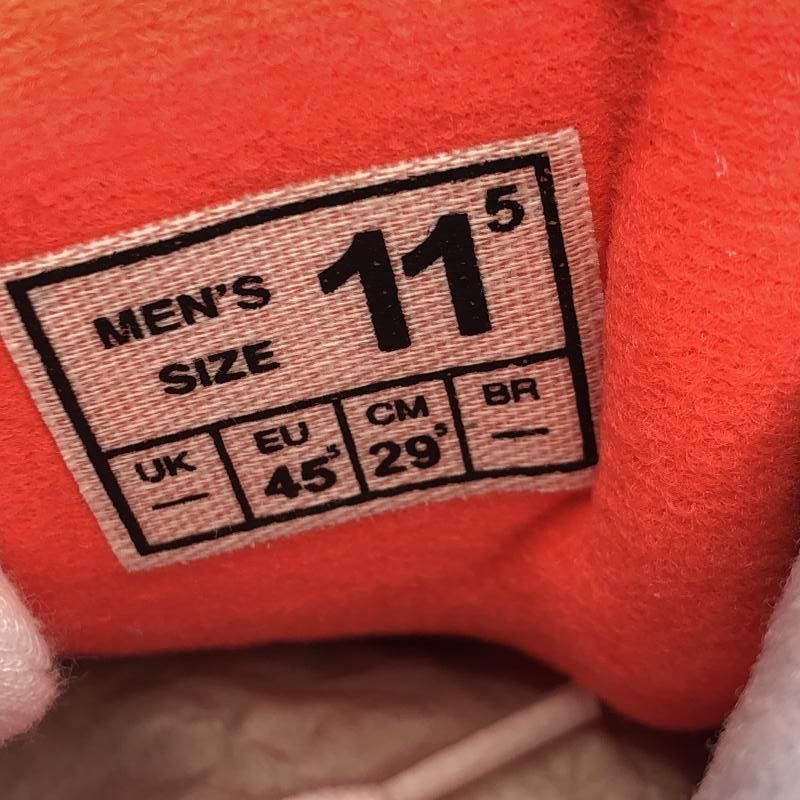 MEN'S 11⁵
SIZE
UK EU CM BR
— 45⁵ 29⁵ —